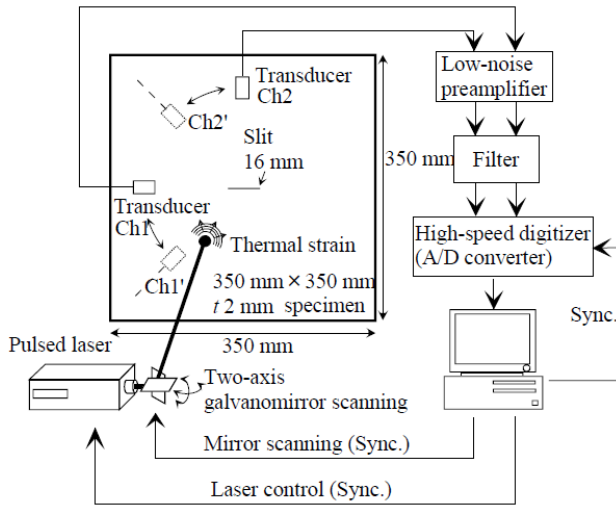 Transducer
Ch2
Ch2'
Slit
16 mm
Transducer
Ch1
Ch1'
Thermal strain
350 mm × 350 mm
t 2 mm specimen
350 mm
350 mm
Low-noise
preamplifier
Filter
High-speed digitizer
(A/D converter)
Sync.
Pulsed laser
Two-axis
galvanomirror scanning
Mirror scanning (Sync.)
Laser control (Sync.)